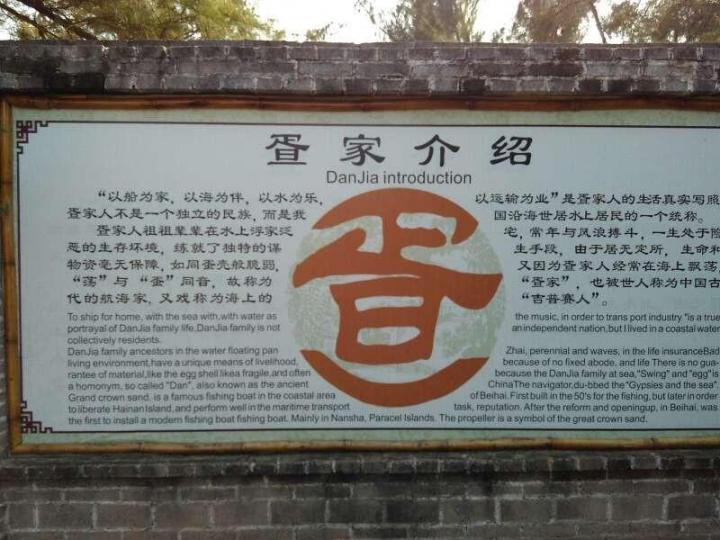 疍家介绍
DanJia introduction
“以船为家，以海为伴，以水为乐， 以运输为业”是疍家人的生活真实写照
疍家人不是一个独立的民族，而是我 国沿海世居水上居民的一个统称。
疍家人祖祖辈辈在水上浮家泛 宅，常年与风浪搏斗，一生处于险
恶的生存环境，练就了独特的谋 生手段，由于居无定所，生命和
物资毫无保障，如同蛋壳般脆弱， 又因为疍家人经常在海上飘荡
“荡”与“蛋”同音，故称为 “疍家”，也被世人称为中国古
代的航海家，又戏称为海上的 “吉普赛人”。
疍
To ship for home, with the sea with,with water as the music, in order to trans port industry "is a true
portrayal of DanJia family life.DanJia family is not an independent nation,but I lived in a coastal water
collectively residents.
DanJia family ancestors in the water floating pan Zhai, perennial and waves, in the life insuranceBad
living environment,have a unique means of livelihood, because of no fixed abode, and life There is no gua-
rantee of material,like the egg shell likea fragile,and often because the DanJia family at sea,"Swing" and "egg" is
a homonym, so called "Dan", also known as the ancient ChinaThe navigator,du-bbed the "Gypsies and the sea".
Grand crown sand, is a famous fishing boat in the coastal area of Beihai. First built in the 50's for the fishing, but later in order
to liberate Hainan Island,and perform well in the maritime transport task, reputation. After the reform and openingup, in Beihai, was
the first to install a modern fishing boat fishing boat. Mainly in Nansha, Paracel Islands. The propeller is a symbol of the great crown sand.